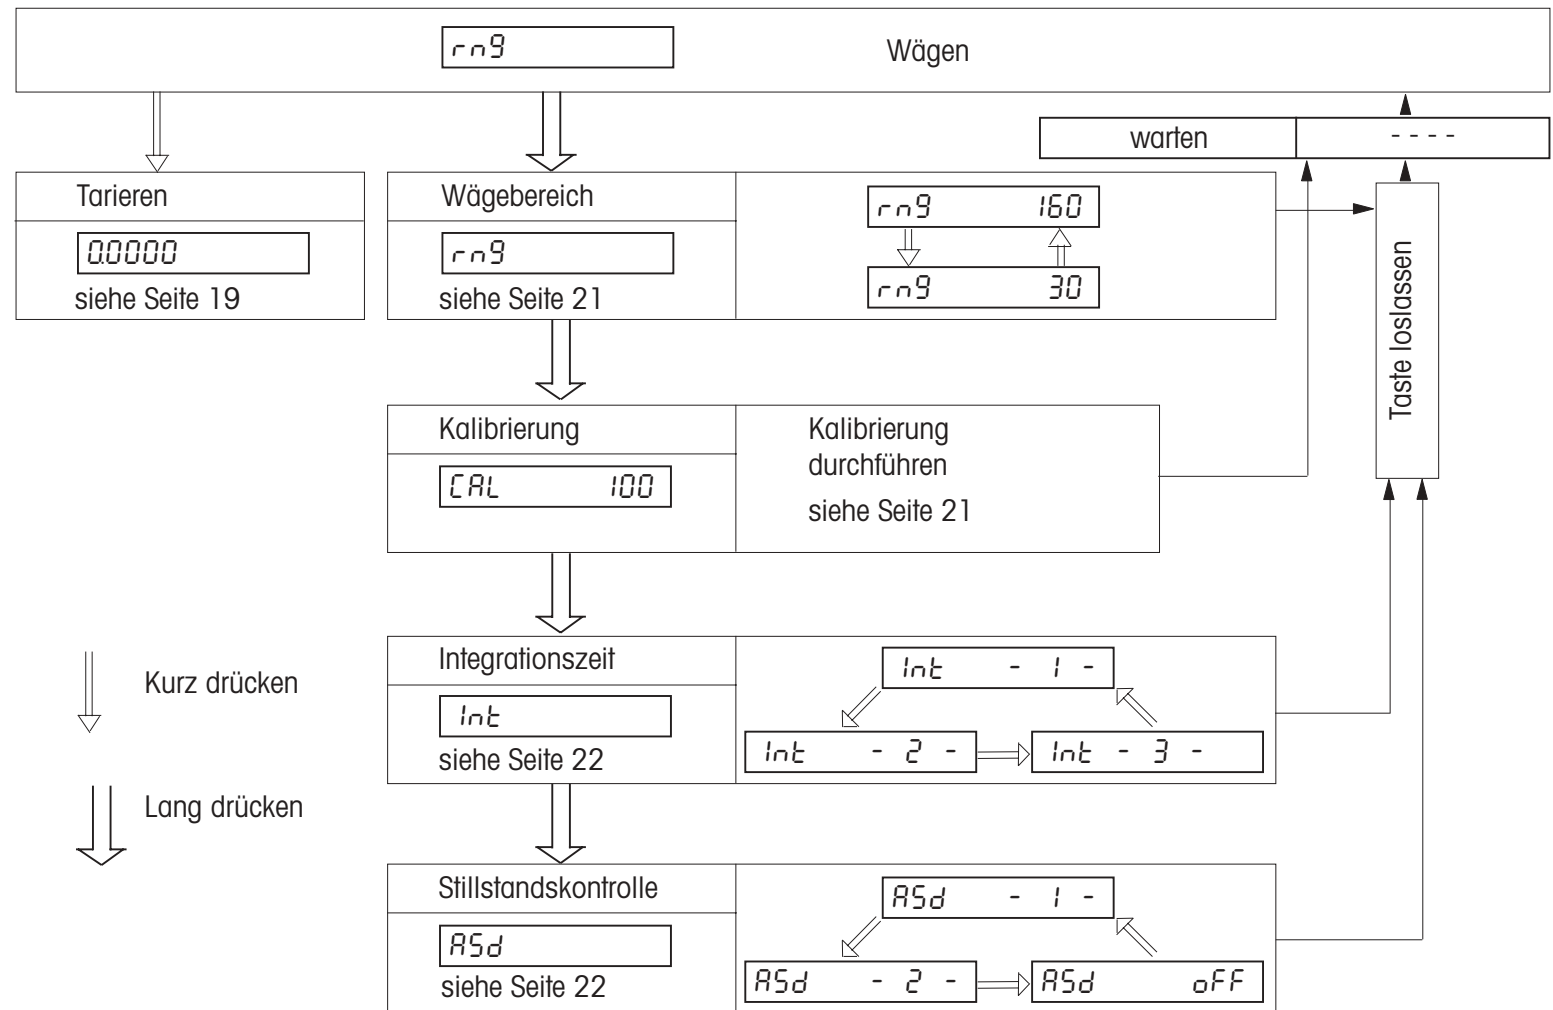 rng
Wägen
warten
- - - -
Tarieren
0.0000
siehe Seite 19
Wägebereich
rng
siehe Seite 21
rng 160
rng 30
Taste loslassen
Kalibrierung
CAL 100
Kalibrierung
durchführen
siehe Seite 21
Kurz drücken
Lang drücken
Integrationszeit
Int
siehe Seite 22
Int - 1 -
Int - 2 -
Int - 3 -
Stillstandskontrolle
ASd
siehe Seite 22
ASd - 1 -
ASd - 2 -
ASd oFF